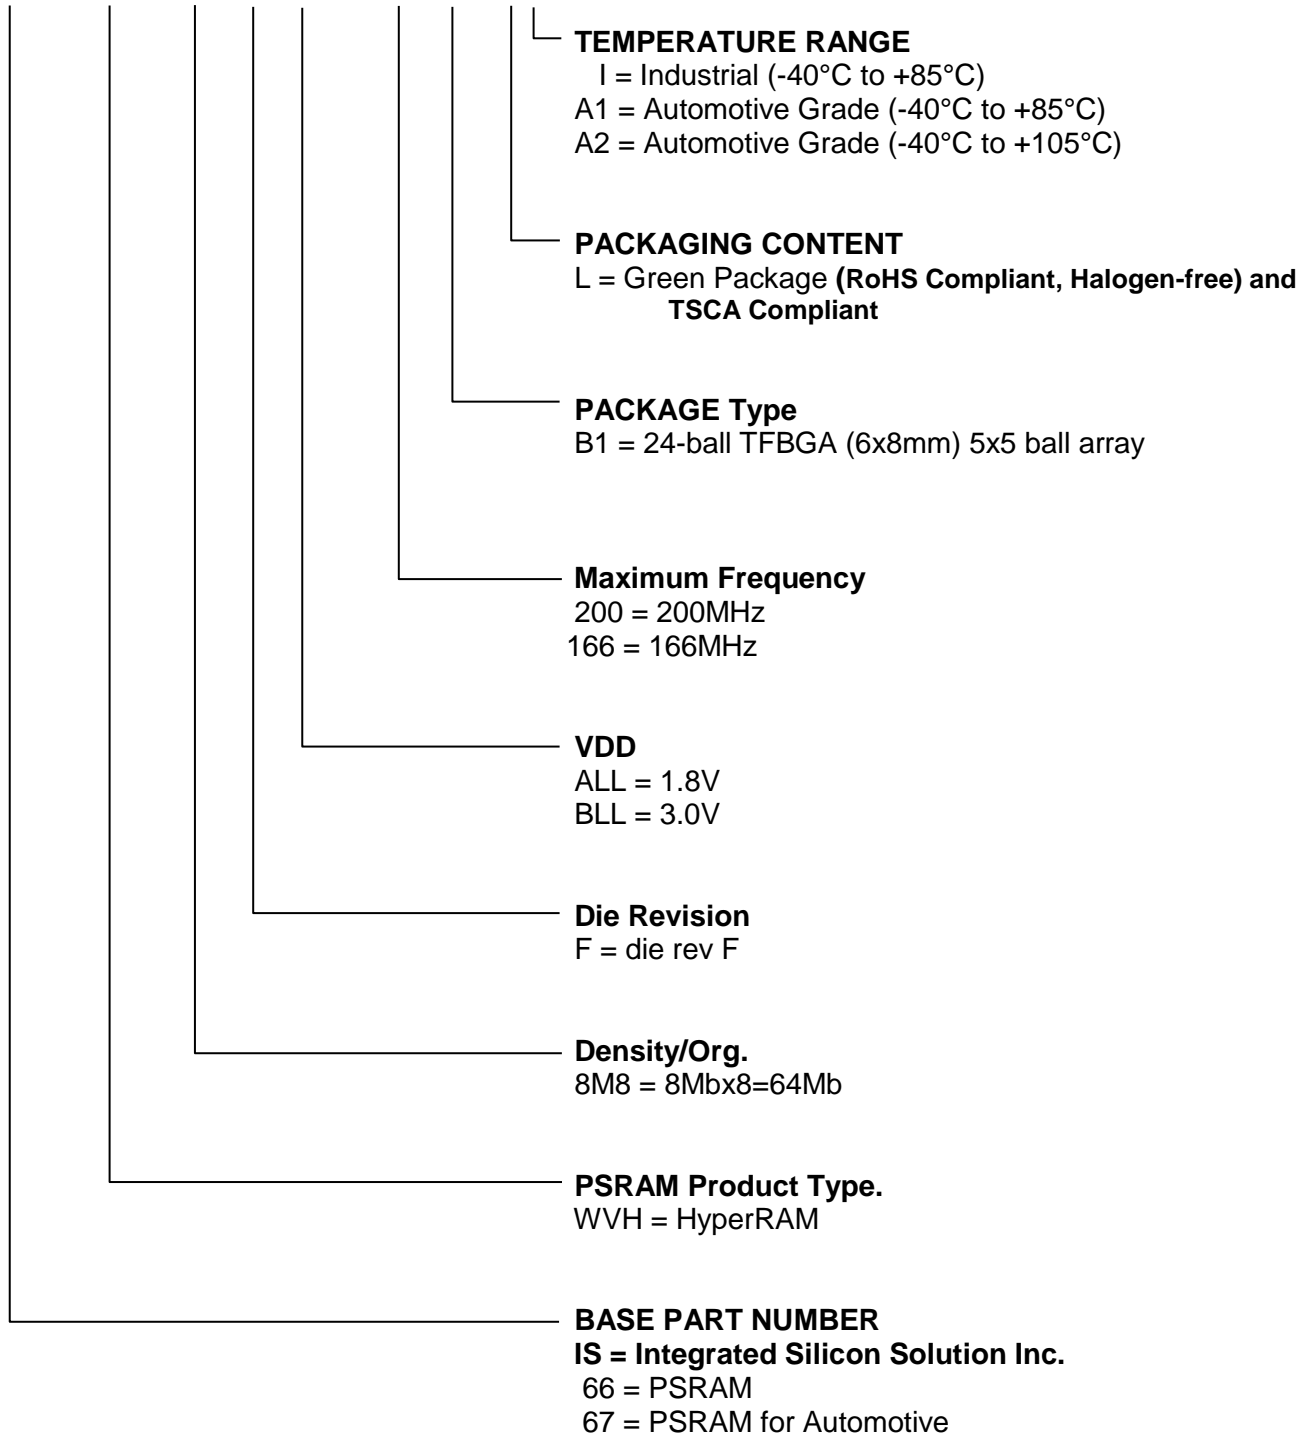 TEMPERATURE RANGE
I = Industrial (-40°C to +85°C)
A1 = Automotive Grade (-40°C to +85°C)
A2 = Automotive Grade (-40°C to +105°C)
PACKAGING CONTENT
L = Green Package (RoHS Compliant, Halogen-free) and
TSCA Compliant
PACKAGE Type
B1 = 24-ball TFBGA (6x8mm) 5x5 ball array
Maximum Frequency
200 = 200MHz
166 = 166MHz
VDD
ALL = 1.8V
BLL = 3.0V
Die Revision
F = die rev F
Density/Org.
8M8 = 8Mbx8=64Mb
PSRAM Product Type.
WVH = HyperRAM
BASE PART NUMBER
IS = Integrated Silicon Solution Inc.
66 = PSRAM
67 = PSRAM for Automotive